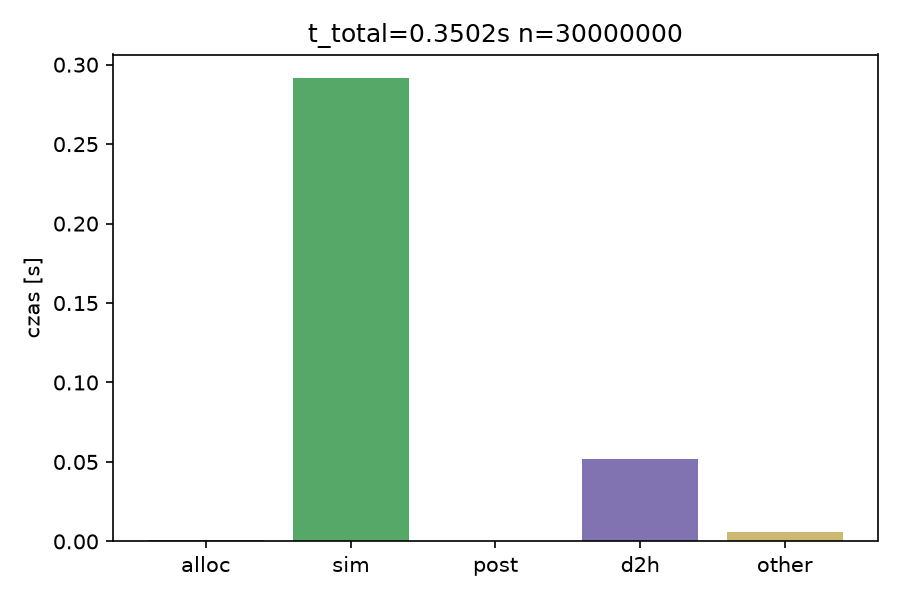 t_total=0.3502s n=30000000
czas [s]
0.30
0.25
0.20
0.15
0.10
0.05
0.00
alloc sim post d2h other